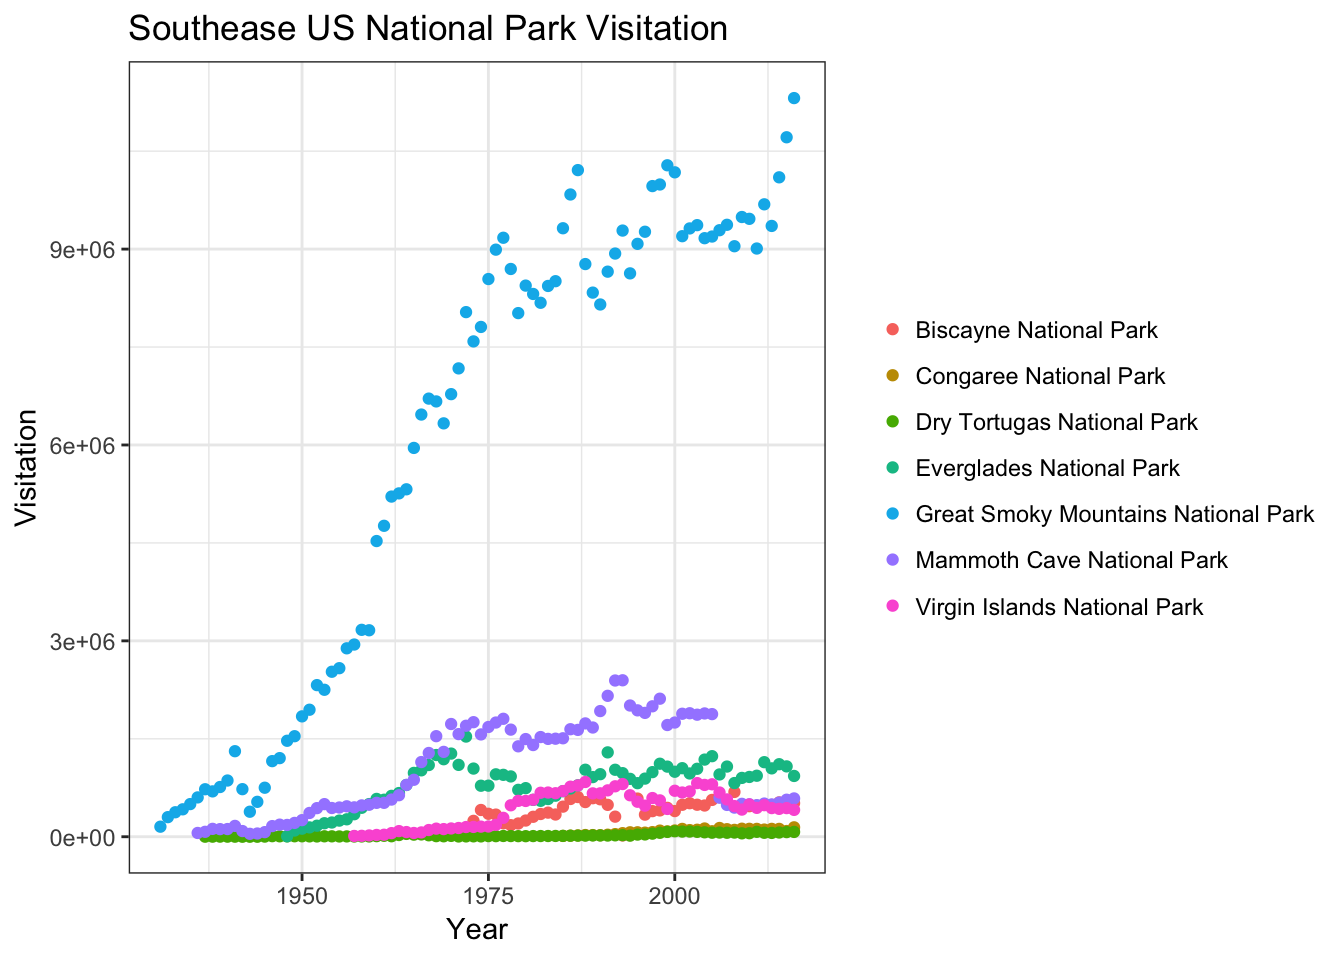 Southease US National Park Visitation
Visitation
9e+06
6e+06
3e+06
0e+00
1950
1975
2000
Year
Biscayne National Park
Congaree National Park
Dry Tortugas National Park
Everglades National Park
Great Smoky Mountains National Park
Mammoth Cave National Park
Virgin Islands National Park